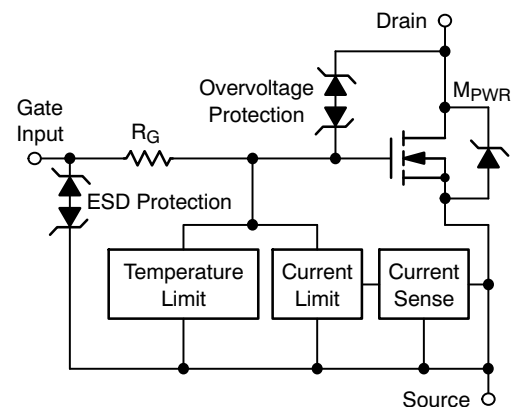 Drain
Overvoltage
Protection
MPWR
Gate
Input
RG
ESD Protection
Temperature
Limit
Current
Limit
Current
Sense
Source